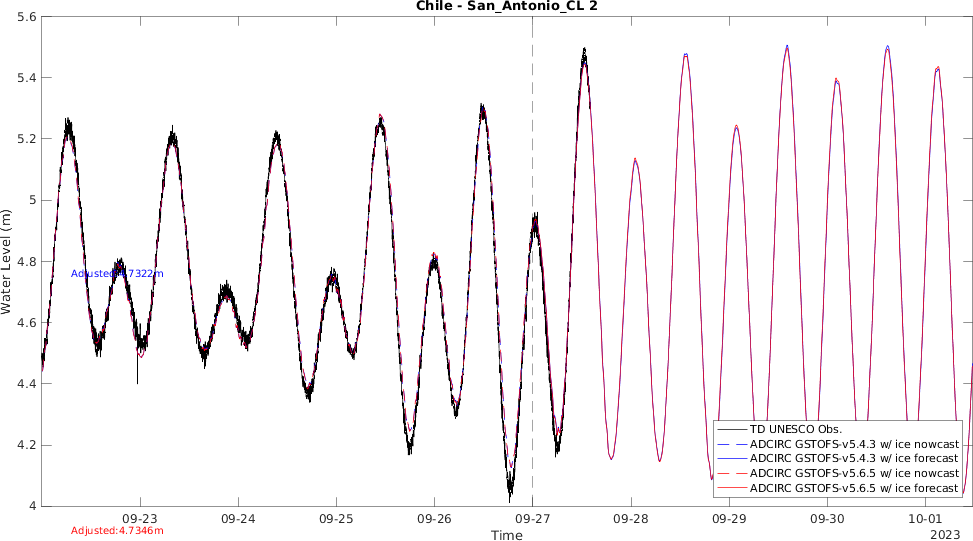 Chile - San_Antonio_CL 2
5.6
5.4
5.2
5
4.8
4.6
4.4
4.2
4
Water Level (m)
Adjusted:4.7322m
TD UNESCO Obs.
ADCIRC GSTOFS-v5.4.3 w/ ice nowcast
ADCIRC GSTOFS-v5.4.3 w/ ice forecast
ADCIRC GSTOFS-v5.6.5 w/ ice nowcast
ADCIRC GSTOFS-v5.6.5 w/ ice forecast
09-23 09-24 09-25 09-26 09-27 09-28 09-29 09-30 10-01
Adjusted:4.7346m
Time
2023